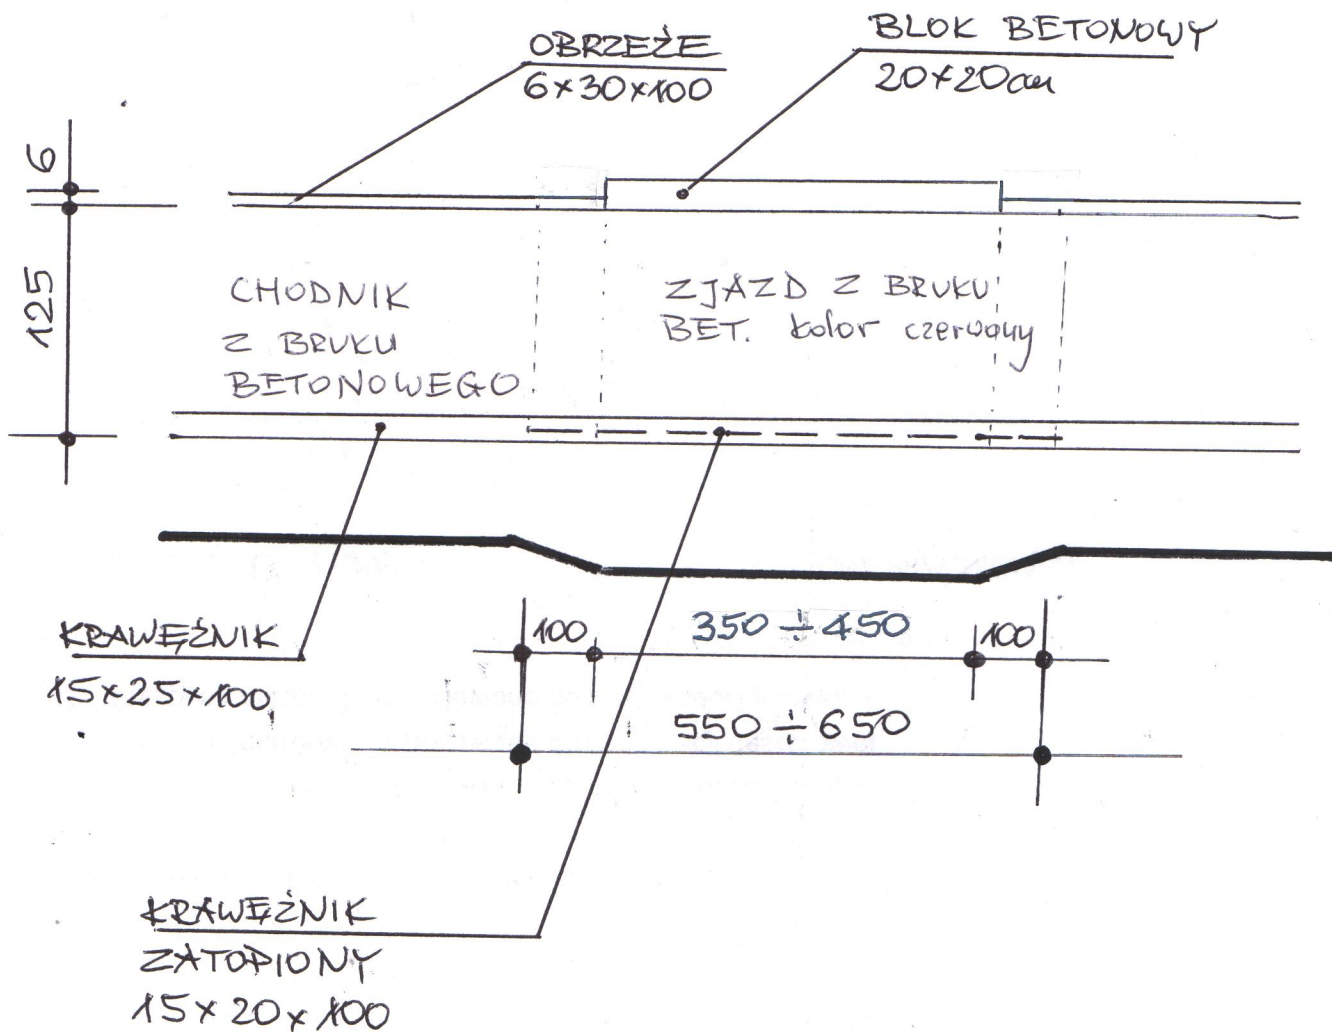 OBRZEŻE
6×30×100
BLOK BETONOWY
20×20cm
6
125
CHODNIK
Z BRUKU
BETONOWEGO
ZJAZD Z BRUKU
BET. kolor czerwony
KRAWĘŻNIK
15×25×100
100
350÷450
100
550÷650
KRAWĘŻNIK
ZATOPIONY
15×20×100